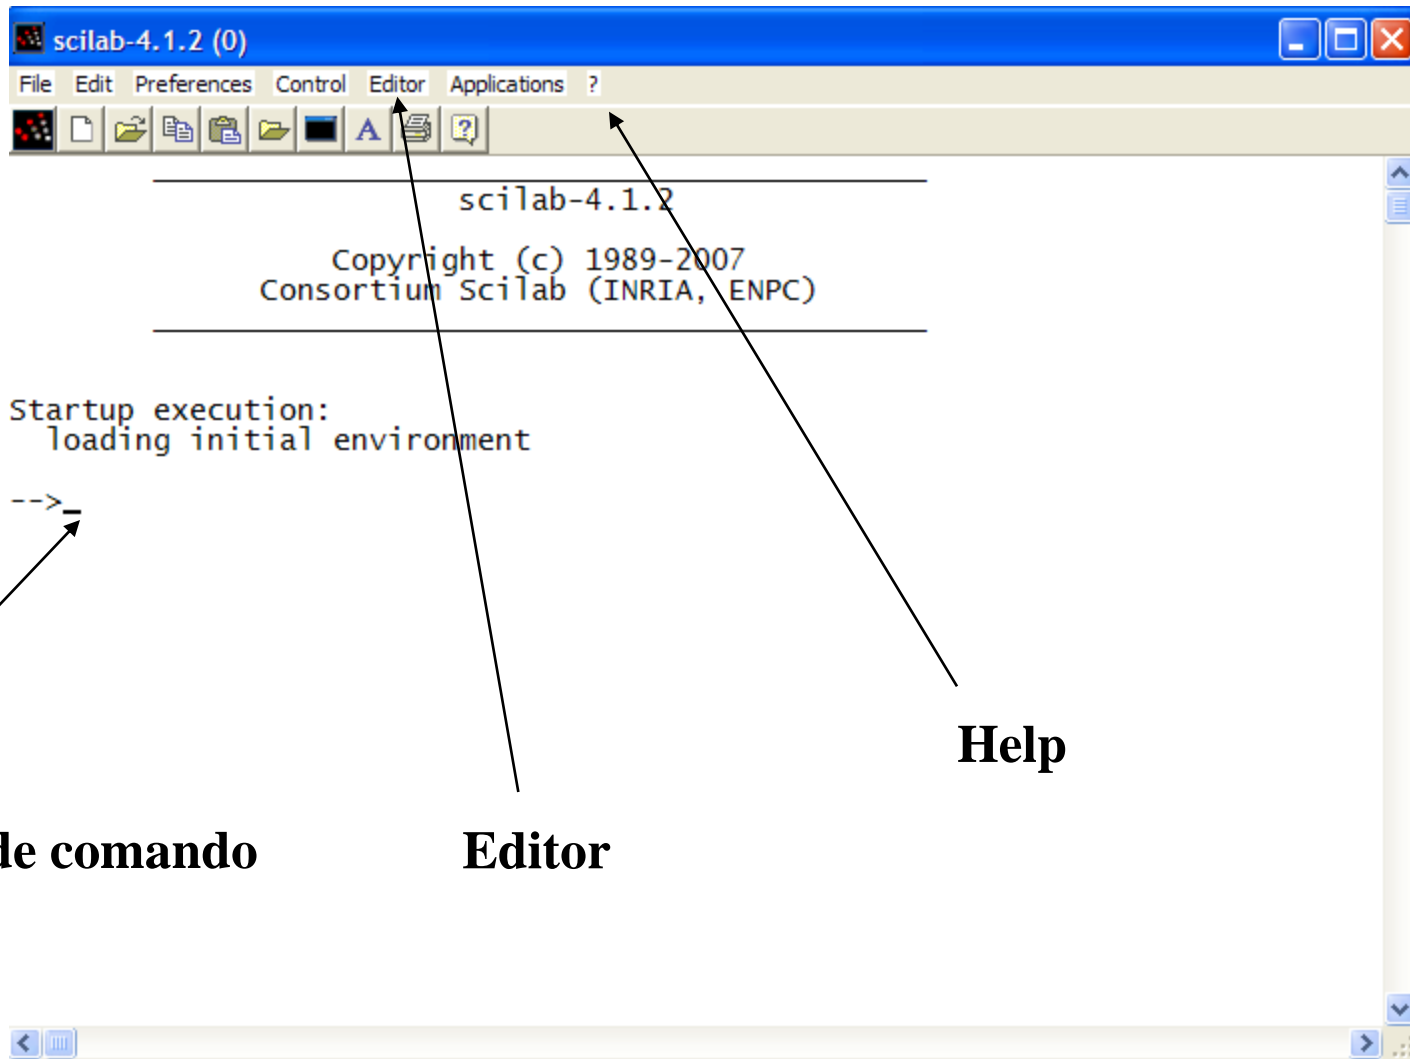 scilab-4.1.2 (0)
File Edit Preferences Control Editor Applications ?
scilab-4.1.2
Copyright (c) 1989-2007
Consortium Scilab (INRIA, ENPC)
Startup execution:
loading initial environment
-->_
Help
de comando Editor